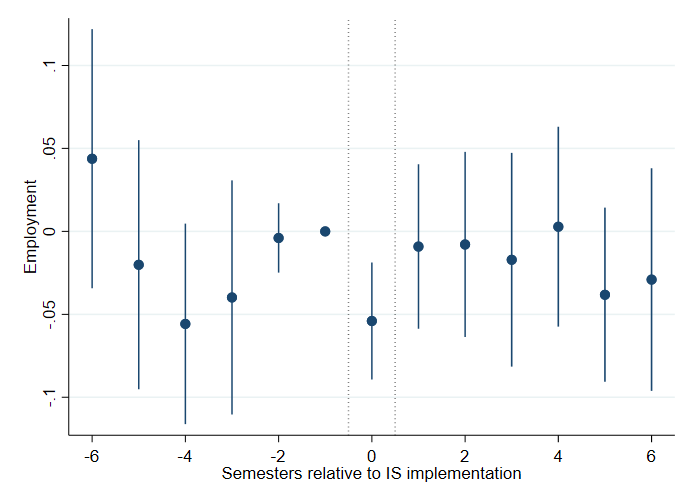 .1
.05
0
-.05
-.1
Employment
-6 -4 -2 0 2 4 6
Semesters relative to IS implementation